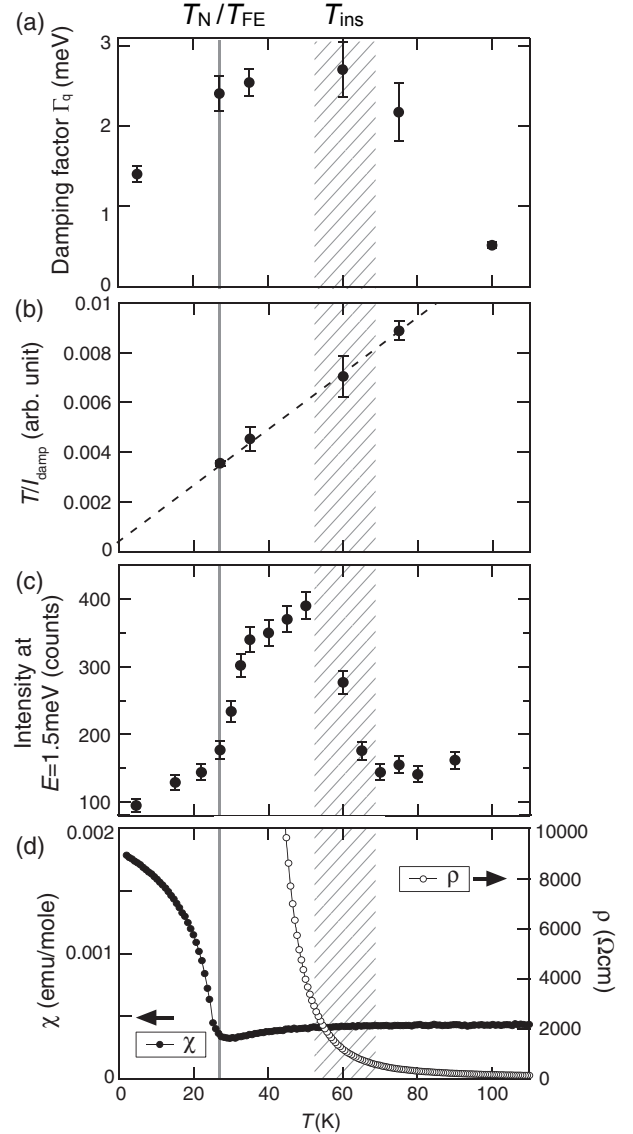 T_N/T_FE
T_ins
(a)
Damping factor Γ_q (meV)
3
2
1
0
(b)
T/I_damp (arb. unit)
0.01
0.008
0.006
0.004
0.002
0
(c)
Intensity at
E=1.5meV (counts)
400
300
200
100
(d)
χ (emu/mole)
0.002
0.001
0
χ
ρ
10000
8000
6000
4000
2000
0
ρ (Ωcm)
0
20
40
60
80
100
T(K)